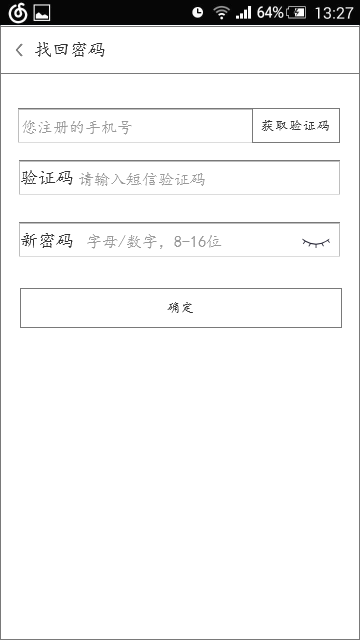 64% 13:27
找回密码
您注册的手机号 获取验证码
验证码 请输入短信验证码
新密码 字母/数字，8-16位
确定